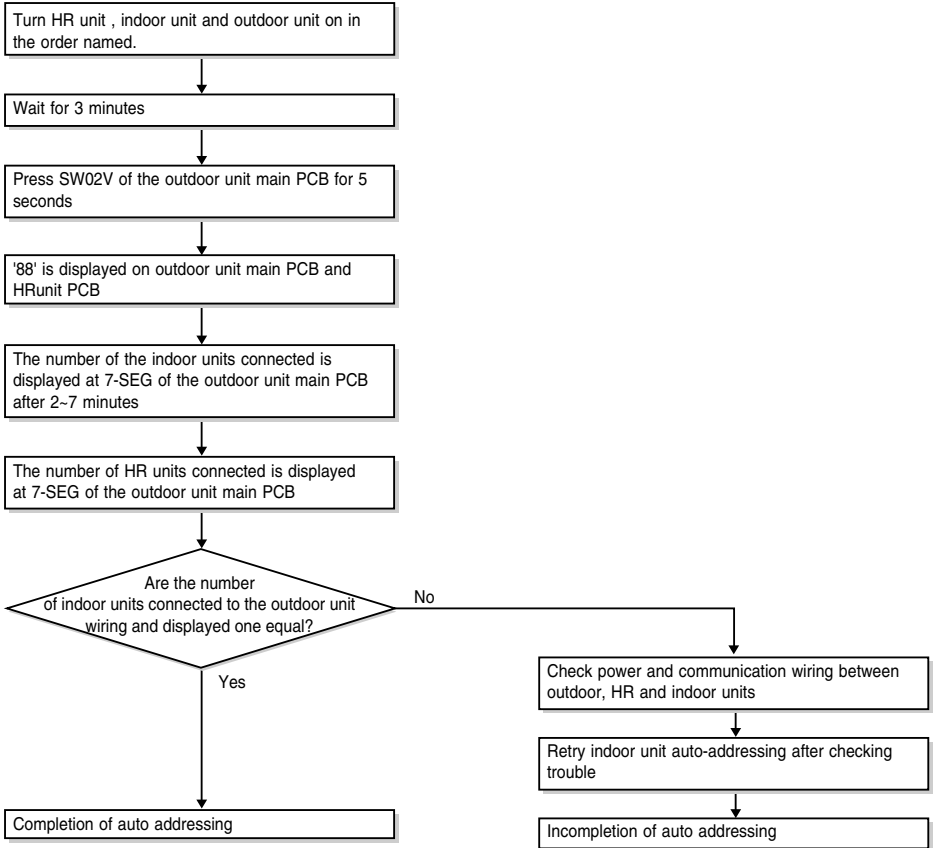 Turn HR unit , indoor unit and outdoor unit on in
the order named.
Wait for 3 minutes
Press SW02V of the outdoor unit main PCB for 5
seconds
'88' is displayed on outdoor unit main PCB and
HRunit PCB
The number of the indoor units connected is
displayed at 7-SEG of the outdoor unit main PCB
after 2~7 minutes
The number of HR units connected is displayed
at 7-SEG of the outdoor unit main PCB
Are the number
of indoor units connected to the outdoor unit
wiring and displayed one equal?
No
Yes
Check power and communication wiring between
outdoor, HR and indoor units
Retry indoor unit auto-addressing after checking
trouble
Completion of auto addressing
Incompletion of auto addressing